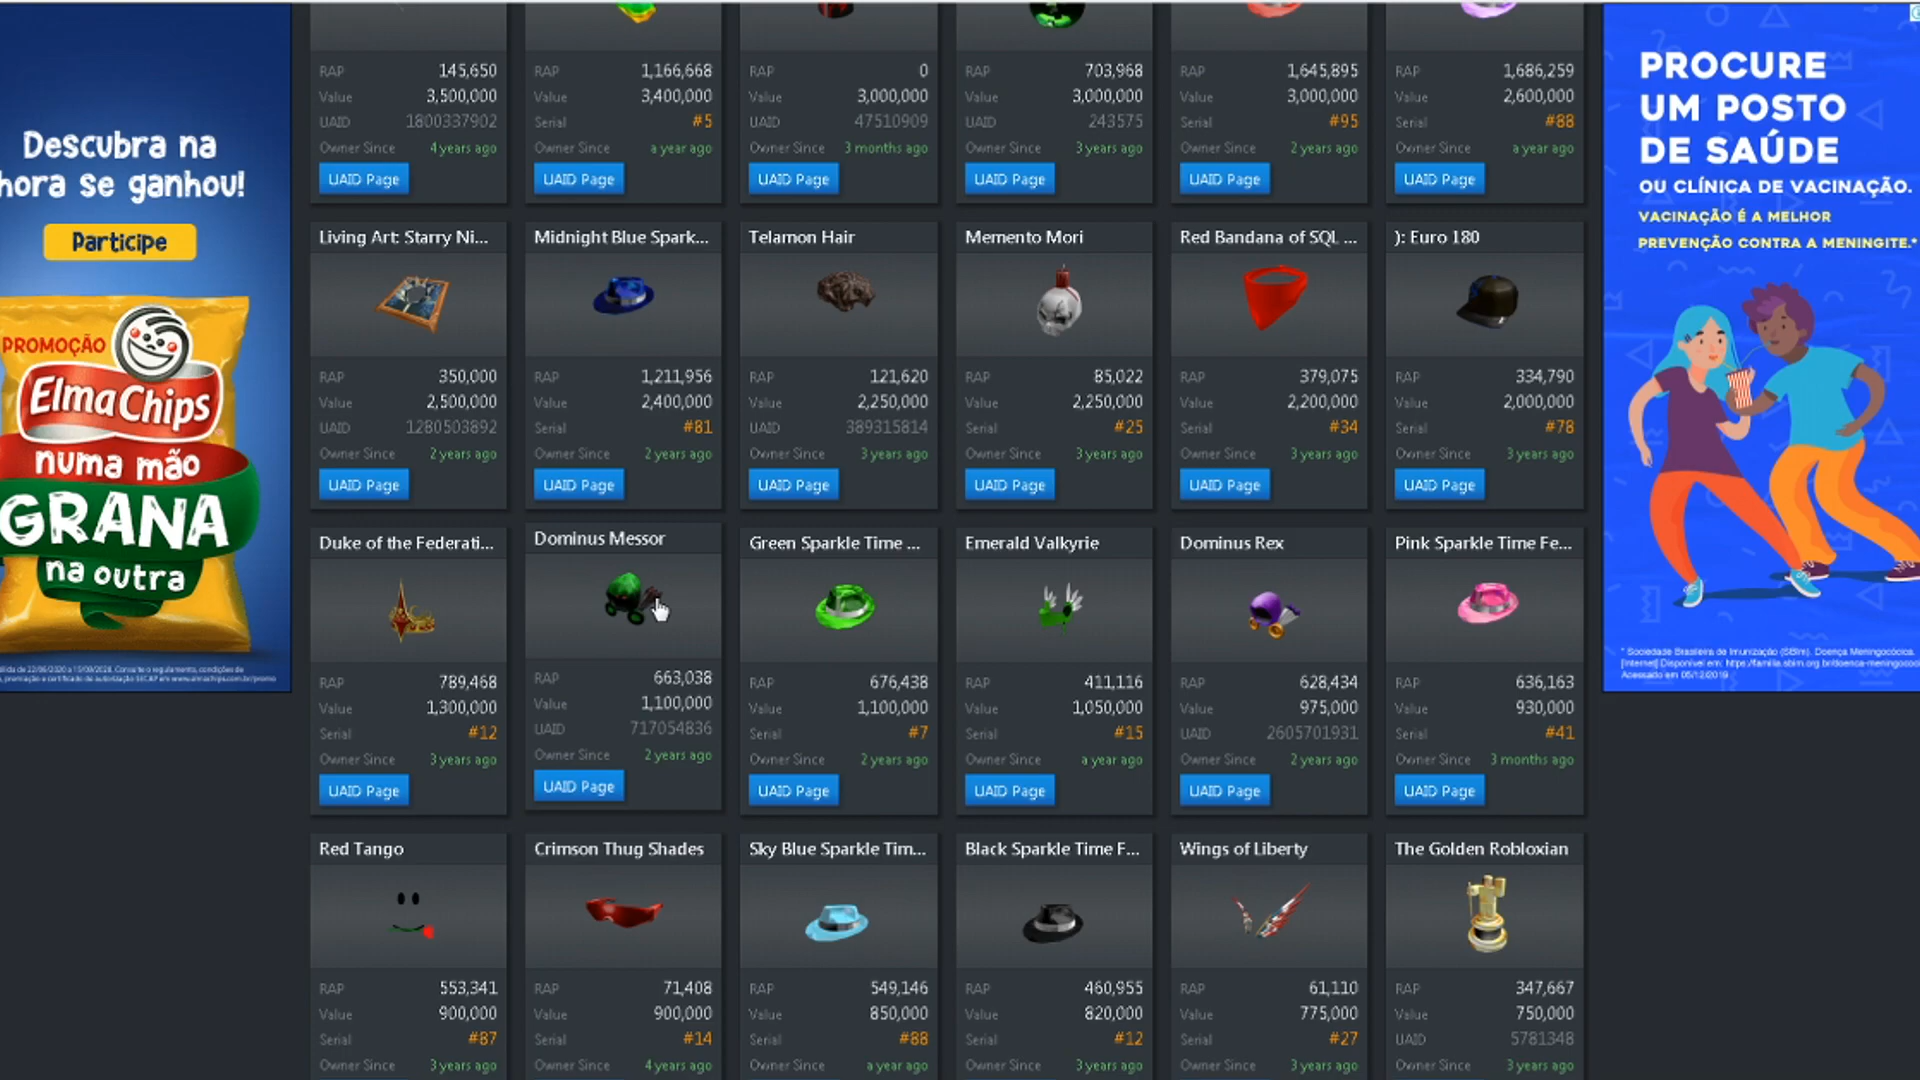 Descubra na
hora se ganhou!
Participe
PROMOÇÃO
Elma Chips
numa mão
GRANA
na outra
RAP 145,650
Value 3,500,000
UAID 1800337902
Owner Since 4 years ago
UAID Page
RAP 1,166,668
Value 3,400,000
Serial #5
Owner Since a year ago
UAID Page
RAP 0
Value 3,000,000
UAID 47510909
Owner Since 3 months ago
UAID Page
RAP 703,968
Value 3,000,000
UAID 243575
Owner Since 3 years ago
UAID Page
RAP 1,645,895
Value 3,000,000
Serial #95
Owner Since 2 years ago
UAID Page
RAP 1,686,259
Value 2,600,000
Serial #88
Owner Since a year ago
UAID Page
Living Art: Starry Ni...
RAP 350,000
Value 2,500,000
UAID 1280503892
Owner Since 2 years ago
UAID Page
Midnight Blue Spark...
RAP 1,211,956
Value 2,400,000
Serial #81
Owner Since 2 years ago
UAID Page
Telamon Hair
RAP 121,620
Value 2,250,000
UAID 389315814
Owner Since 3 years ago
UAID Page
Memento Mori
RAP 85,022
Value 2,250,000
Serial #25
Owner Since 3 years ago
UAID Page
Red Bandana of SQL ...
RAP 379,075
Value 2,200,000
Serial #34
Owner Since 3 years ago
UAID Page
): Euro 180
RAP 334,790
Value 2,000,000
Serial #78
Owner Since 3 years ago
UAID Page
Duke of the Federati...
RAP 789,468
Value 1,300,000
Serial #12
Owner Since 3 years ago
UAID Page
Dominus Messor
RAP 663,038
Value 1,100,000
UAID 717054836
Owner Since 2 years ago
UAID Page
Green Sparkle Time ...
RAP 676,438
Value 1,100,000
Serial #7
Owner Since 2 years ago
UAID Page
Emerald Valkyrie
RAP 411,116
Value 1,050,000
Serial #15
Owner Since a year ago
UAID Page
Dominus Rex
RAP 628,434
Value 975,000
UAID 2605701931
Owner Since 2 years ago
UAID Page
Pink Sparkle Time Fe...
RAP 636,163
Value 930,000
Serial #41
Owner Since 3 months ago
UAID Page
Red Tango
RAP 553,341
Value 900,000
Serial #87
Owner Since 3 years ago
Crimson Thug Shades
RAP 71,408
Value 900,000
Serial #14
Owner Since 4 years ago
Sky Blue Sparkle Tim...
RAP 549,146
Value 850,000
Serial #88
Owner Since a year ago
Black Sparkle Time F...
RAP 460,955
Value 820,000
Serial #12
Owner Since 3 years ago
Wings of Liberty
RAP 61,110
Value 775,000
Serial #27
Owner Since 3 years ago
The Golden Robloxian
RAP 347,667
Value 750,000
UAID 5781348
Owner Since 3 years ago
PROCURE
UM POSTO
DE SAÚDE
OU CLÍNICA DE VACINAÇÃO.
VACINAÇÃO É A MELHOR
PREVENÇÃO CONTRA A MENINGITE.*
* Sociedade Brasileira de Imunização (SBIm). Doença Meningocócica.
Acessado em 05/12/2019